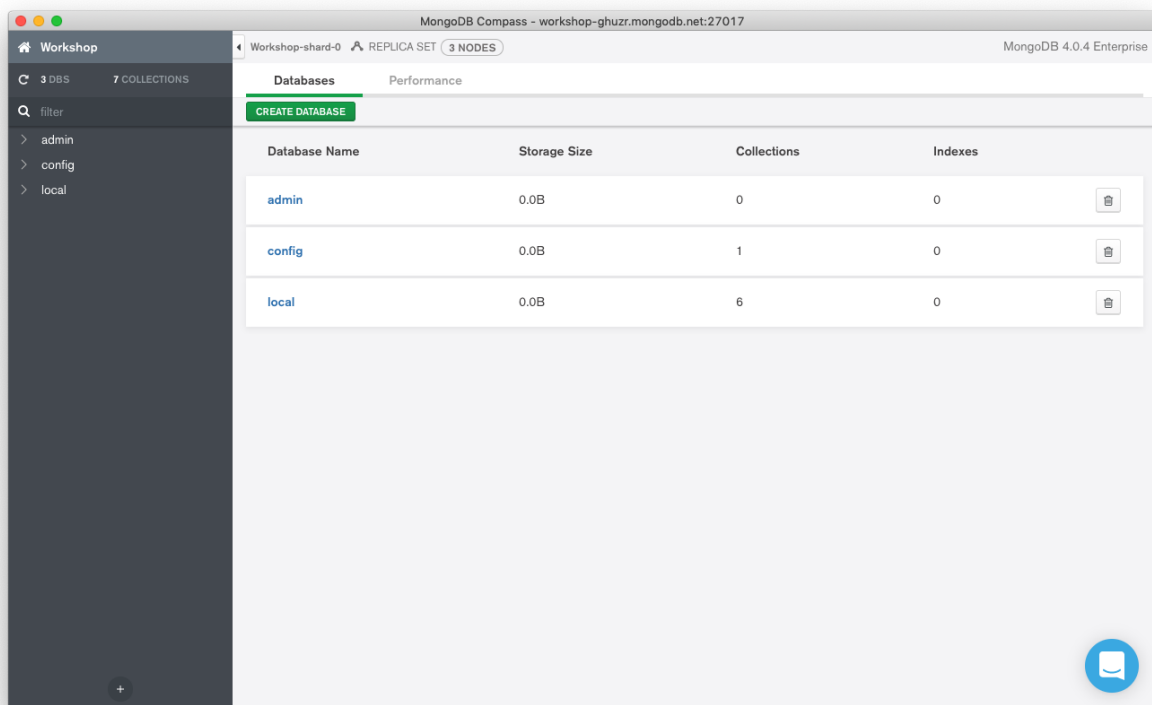 MongoDB Compass - workshop-ghuzr.mongodb.net:27017
Workshop
Workshop-shard-0 REPLICA SET 3 NODES
MongoDB 4.0.4 Enterprise
3 DBS 7 COLLECTIONS
filter
admin
config
local
Databases Performance
CREATE DATABASE
Database Name Storage Size Collections Indexes
admin 0.0B 0 0
config 0.0B 1 0
local 0.0B 6 0